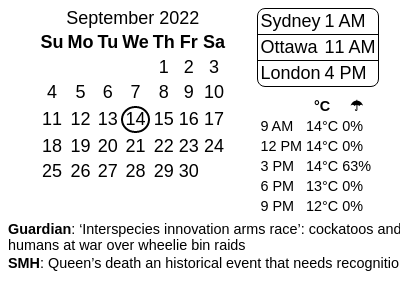 September 2022
Su Mo Tu We Th Fr Sa
1 2 3
4 5 6 7 8 9 10
11 12 13 14 15 16 17
18 19 20 21 22 23 24
25 26 27 28 29 30
Sydney 1 AM
Ottawa 11 AM
London 4 PM
°C ☂
9 AM 14°C 0%
12 PM 14°C 0%
3 PM 14°C 63%
6 PM 13°C 0%
9 PM 12°C 0%
Guardian: ‘Interspecies innovation arms race’: cockatoos and
humans at war over wheelie bin raids
SMH: Queen’s death an historical event that needs recognitio